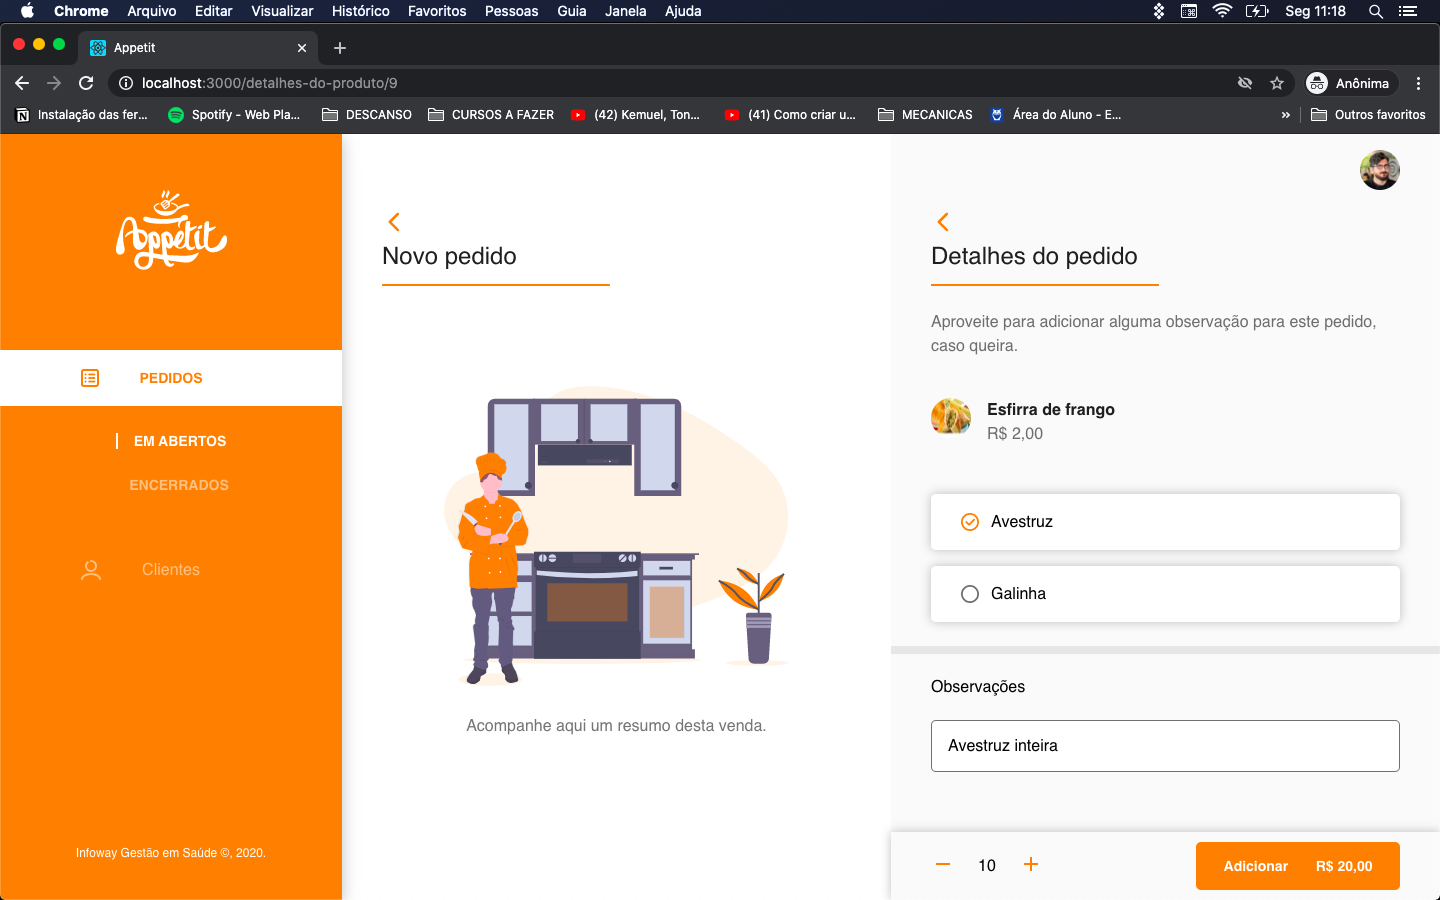 Chrome Arquivo Editar Visualizar Histórico Favoritos Pessoas Guia Janela Ajuda Seg 11:18
Appetit
localhost:3000/detalhes-do-produto/9 Anônima
Instalação das fer... Spotify - Web Pla... DESCANSO CURSOS A FAZER (42) Kemuel, Ton... (41) Como criar u... MECANICAS Área do Aluno - E... » Outros favoritos
Appetit
PEDIDOS
EM ABERTOS
ENCERRADOS
Clientes
Infoway Gestão em Saúde ©, 2020.
Novo pedido
Acompanhe aqui um resumo desta venda.
Detalhes do pedido
Aproveite para adicionar alguma observação para este pedido,
caso queira.
Esfirra de frango
R$ 2,00
Avestruz
Galinha
Observações
Avestruz inteira
10
Adicionar R$ 20,00